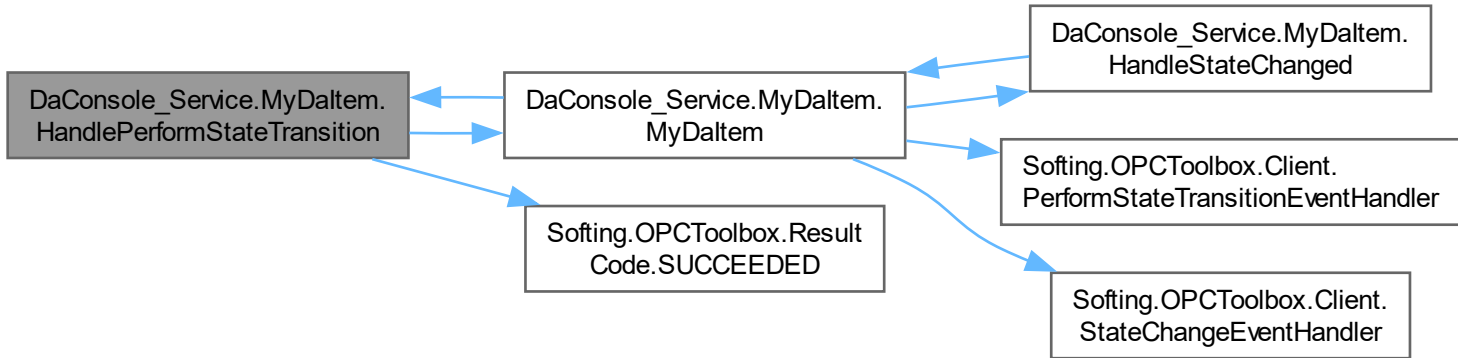 DaConsole_Service.MyDaItem.
HandlePerformStateTransition
DaConsole_Service.MyDaItem.
MyDaItem
DaConsole_Service.MyDaItem.
HandleStateChanged
Softing.OPCToolbox.Client.
PerformStateTransitionEventHandler
Softing.OPCToolbox.Result
Code.SUCCEEDED
Softing.OPCToolbox.Client.
StateChangeEventHandler